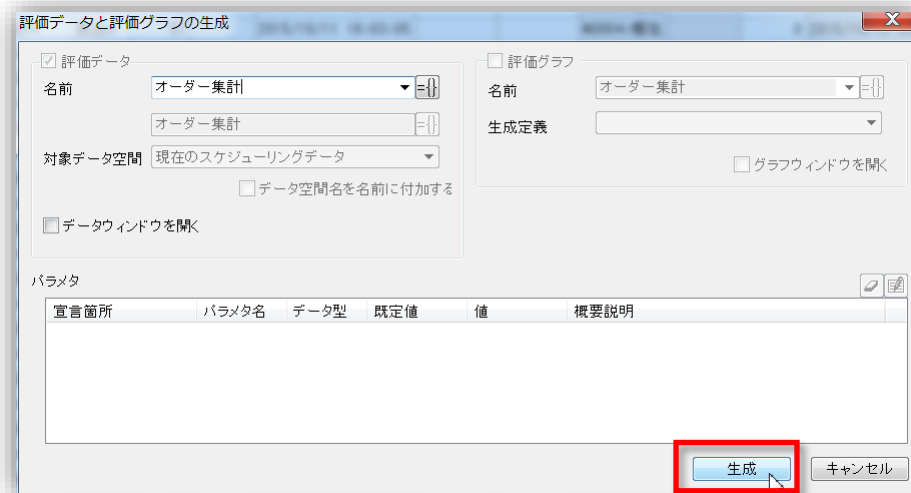 評価データと評価グラフの生成
評価データ
名前 オーダー集計 ={}
オーダー集計 ={}
対象データ空間 現在のスケジューリングデータ
データ空間名を名前に付加する
データウィンドウを開く
評価グラフ
名前 オーダー集計 ={}
生成定義
グラフウィンドウを開く
パラメタ
宣言箇所 パラメタ名 データ型 既定値 値 概要説明
生成 キャンセル